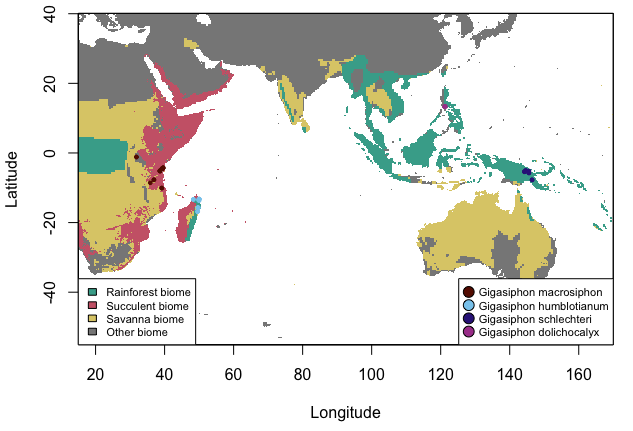 40
20
0
20
40
Latitude
Rainforest biome
Succulent biome
Savanna biome
Other biome
Gigasiphon macrosiphon
Gigasiphon humblotianum
Gigasiphon schlechteri
Gigasiphon dolichocalyx
20 40 60 80 100 120 140 160
Longitude